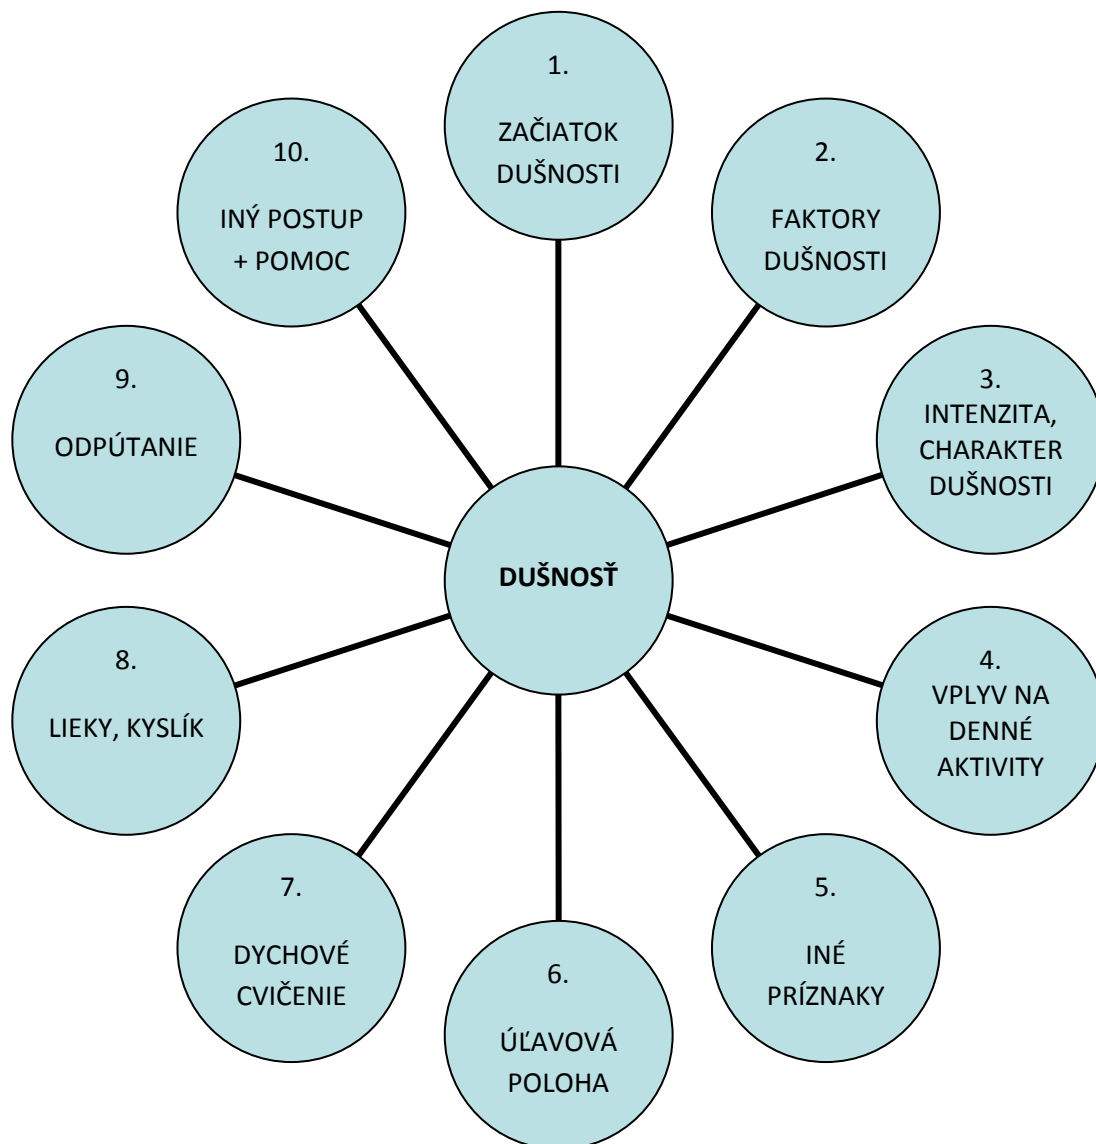 1.
ZAČIATOK
DUŠNOSTI
2.
FAKTORY
DUŠNOSTI
3.
INTENZITA,
CHARAKTER
DUŠNOSTI
4.
VPLYV NA
DENNÉ
AKTIVITY
5.
INÉ
PRÍZNAKY
6.
ÚĽAVOVÁ
POLOHA
7.
DYCHOVÉ
CVIČENIE
8.
LIEKY, KYSLÍK
9.
ODPÚTANIE
10.
INÝ POSTUP
+ POMOC
DUŠNOSŤ